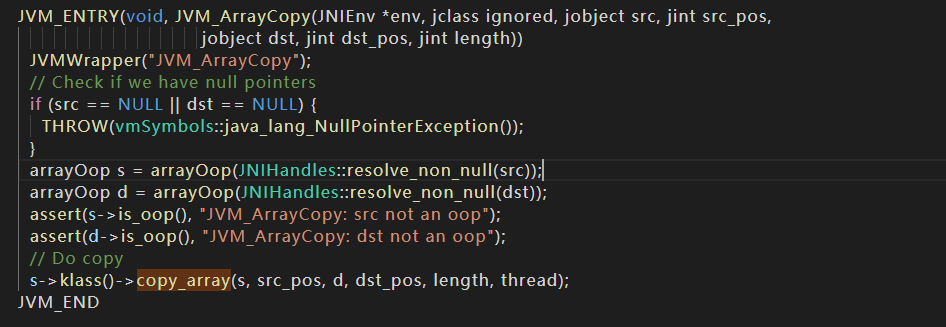 JVM_ENTRY(void, JVM_ArrayCopy(JNIEnv *env, jclass ignored, jobject src, jint src_pos,
jobject dst, jint dst_pos, jint length))
JVMWrapper("JVM_ArrayCopy");
// Check if we have null pointers
if (src == NULL || dst == NULL) {
THROW(vmSymbols::java_lang_NullPointerException());
}
arrayOop s = arrayOop(JNIHandles::resolve_non_null(src));
arrayOop d = arrayOop(JNIHandles::resolve_non_null(dst));
assert(s->is_oop(), "JVM_ArrayCopy: src not an oop");
assert(d->is_oop(), "JVM_ArrayCopy: dst not an oop");
// Do copy
s->klass()->copy_array(s, src_pos, d, dst_pos, length, thread);
JVM_END